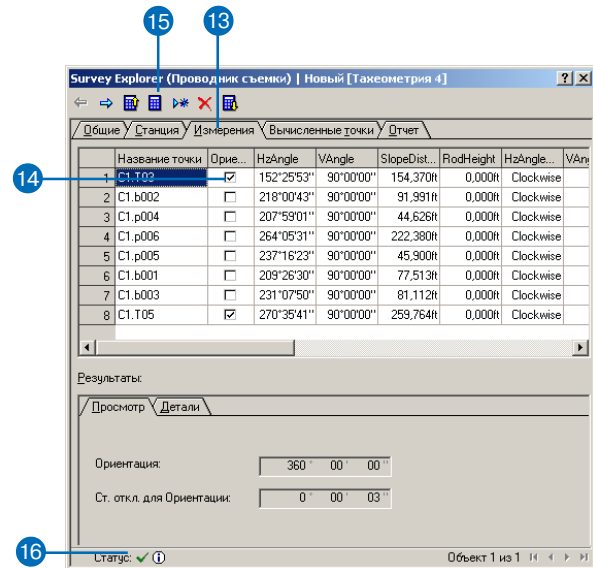 15 13
Survey Explorer (Проводник съемки) | Новый [Тахеометрия 4]
Общие Станция Измерения Вычисленные точки Отчет
Название точки Орие... HzAngle VAngle SlopeDist... RodHeight HzAngle... VAng
14
1 C1.T03 152°25'53'' 90°00'00'' 154,370ft 0,000ft Clockwise
2 C1.b002 218°00'43'' 90°00'00'' 91,991ft 0,000ft Clockwise
3 C1.p004 207°59'01'' 90°00'00'' 44,626ft 0,000ft Clockwise
4 C1.p006 264°05'31'' 90°00'00'' 222,380ft 0,000ft Clockwise
5 C1.p005 237°16'23'' 90°00'00'' 45,900ft 0,000ft Clockwise
6 C1.b001 209°26'30'' 90°00'00'' 77,513ft 0,000ft Clockwise
7 C1.b003 231°07'50'' 90°00'00'' 81,112ft 0,000ft Clockwise
8 C1.T05 270°35'41'' 90°00'00'' 259,764ft 0,000ft Clockwise
Результаты:
Просмотр Детали
Ориентация: 360 ° 00 ' 00 ''
Ст. откл. для Ориентации: 0 ° 00 ' 03 ''
16
Статус: Объект 1 из 1